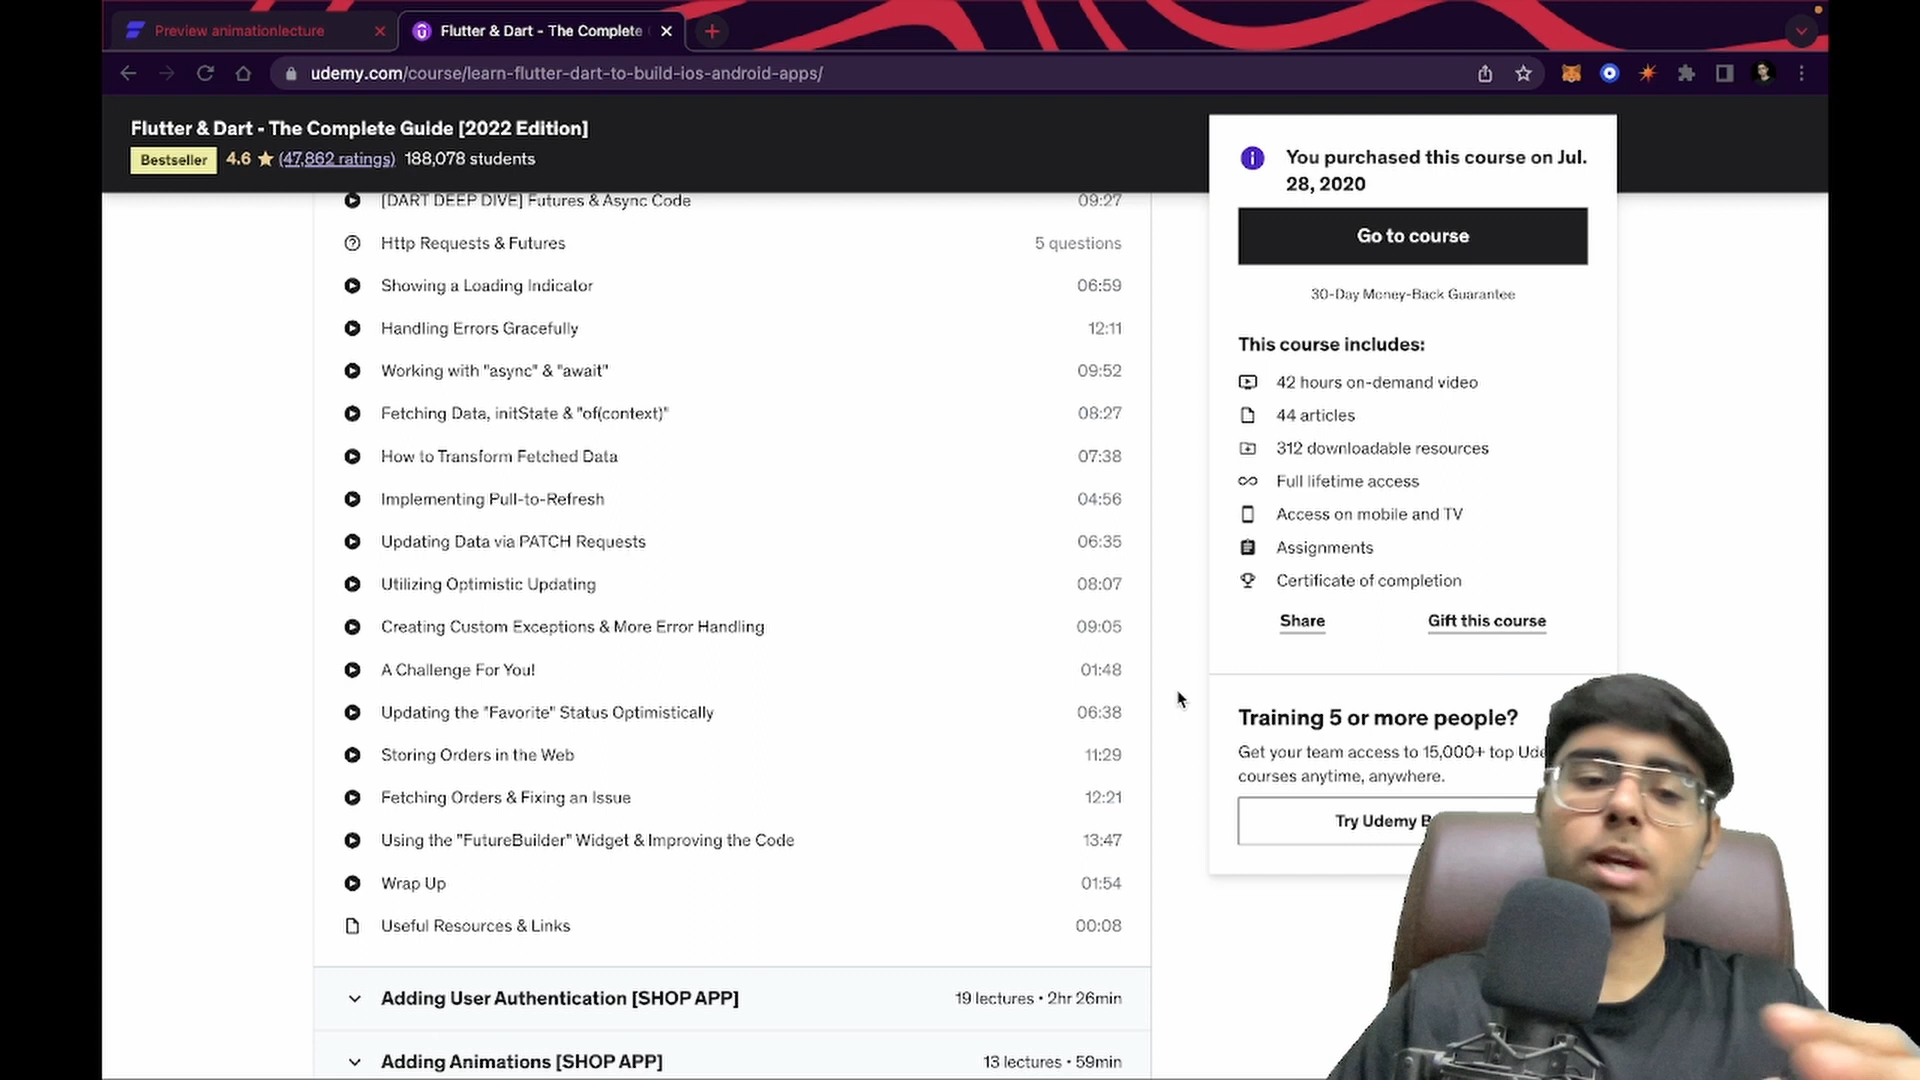 Preview animationlecture
Flutter & Dart - The Complete
udemy.com/course/learn-flutter-dart-to-build-ios-android-apps/
Flutter & Dart - The Complete Guide [2022 Edition]
Bestseller 4.6 (47,862 ratings) 188,078 students
[DART DEEP DIVE] Futures & Async Code 09:27
Http Requests & Futures 5 questions
Showing a Loading Indicator 06:59
Handling Errors Gracefully 12:11
Working with "async" & "await" 09:52
Fetching Data, initState & "of(context)" 08:27
How to Transform Fetched Data 07:38
Implementing Pull-to-Refresh 04:56
Updating Data via PATCH Requests 06:35
Utilizing Optimistic Updating 08:07
Creating Custom Exceptions & More Error Handling 09:05
A Challenge For You! 01:48
Updating the "Favorite" Status Optimistically 06:38
Storing Orders in the Web 11:29
Fetching Orders & Fixing an Issue 12:21
Using the "FutureBuilder" Widget & Improving the Code 13:47
Wrap Up 01:54
Useful Resources & Links 00:08
Adding User Authentication [SHOP APP] 19 lectures • 2hr 26min
Adding Animations [SHOP APP] 13 lectures • 59min
You purchased this course on Jul.
28, 2020
Go to course
30-Day Money-Back Guarantee
This course includes:
42 hours on-demand video
44 articles
312 downloadable resources
Full lifetime access
Access on mobile and TV
Assignments
Certificate of completion
Share Gift this course
Training 5 or more people?
Get your team access to 15,000+ top
courses anytime, anywhere.
Try Udemy